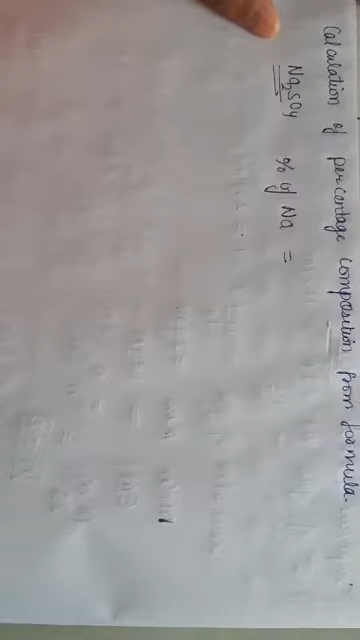 Calculation of percentage composition from formula.
Na₂SO₄ % of Na =